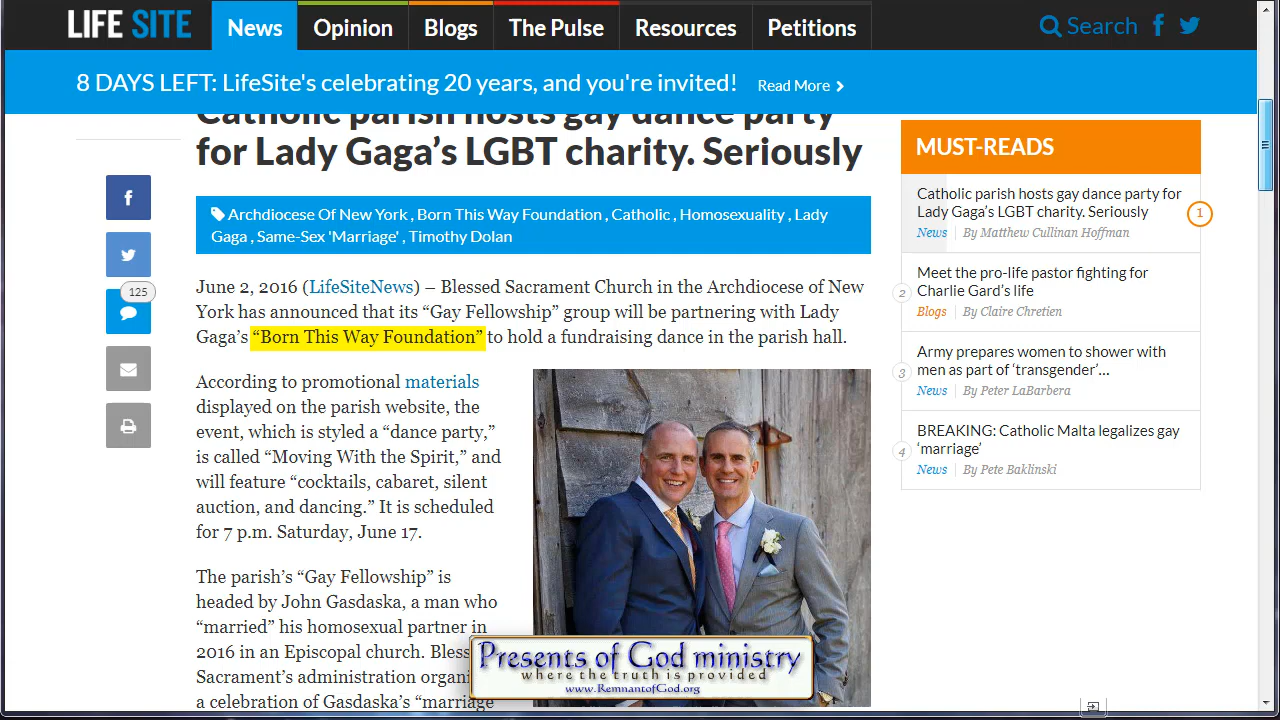 LIFE SITE
News
Opinion
Blogs
The Pulse
Resources
Petitions
Search
8 DAYS LEFT: LifeSite's celebrating 20 years, and you're invited! Read More
Catholic parish hosts gay dance party
for Lady Gaga’s LGBT charity. Seriously
Archdiocese Of New York , Born This Way Foundation , Catholic , Homosexuality , Lady
Gaga , Same-Sex 'Marriage' , Timothy Dolan
125
June 2, 2016 (LifeSiteNews) – Blessed Sacrament Church in the Archdiocese of New
York has announced that its “Gay Fellowship” group will be partnering with Lady
Gaga’s “Born This Way Foundation” to hold a fundraising dance in the parish hall.
According to promotional materials
displayed on the parish website, the
event, which is styled a “dance party,”
is called “Moving With the Spirit,” and
will feature “cocktails, cabaret, silent
auction, and dancing.” It is scheduled
for 7 p.m. Saturday, June 17.
The parish’s “Gay Fellowship” is
headed by John Gasdaska, a man who
“married” his homosexual partner in
2016 in an Episcopal church.
Sacrament’s administration
a celebration of Gasdaska’s “marriage
MUST-READS
Catholic parish hosts gay dance party for
Lady Gaga’s LGBT charity. Seriously
1
News By Matthew Cullinan Hoffman
Meet the pro-life pastor fighting for
Charlie Gard’s life
2
Blogs By Claire Chretien
Army prepares women to shower with
men as part of ‘transgender’...
3
News By Peter LaBarbera
BREAKING: Catholic Malta legalizes gay
‘marriage’
4
News By Pete Baklinski
Presents of God ministry
where the truth is provided
www.RemnantofGod.org